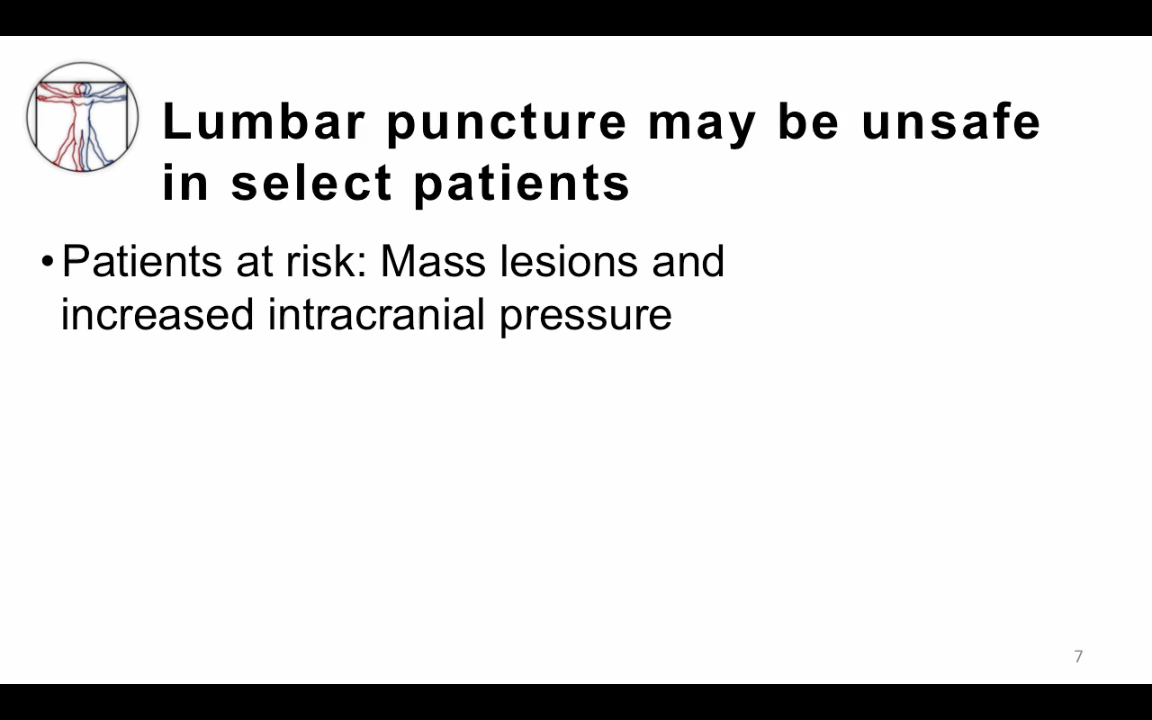 Lumbar puncture may be unsafe
in select patients
•Patients at risk: Mass lesions and
increased intracranial pressure
7